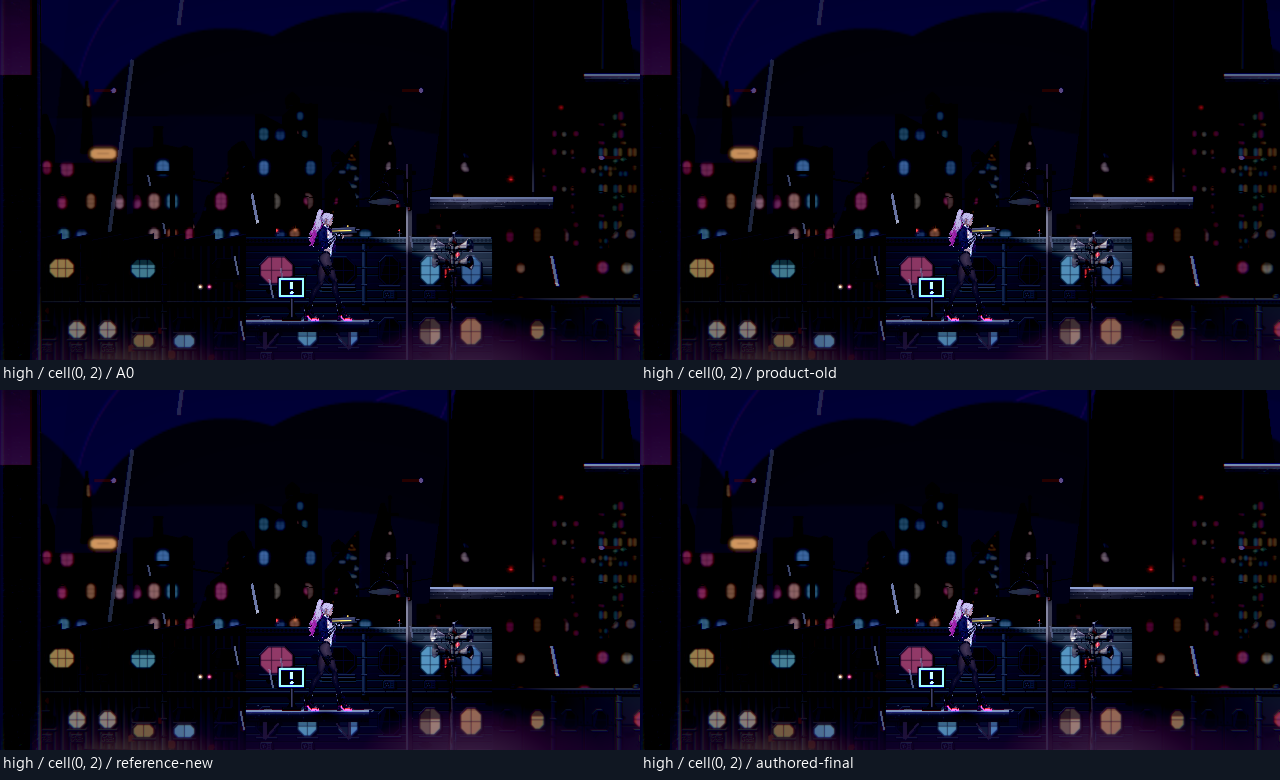 high / cell(0, 2) / A0
high / cell(0, 2) / product-old
!
!
high / cell(0, 2) / reference-new
high / cell(0, 2) / authored-final
!
!